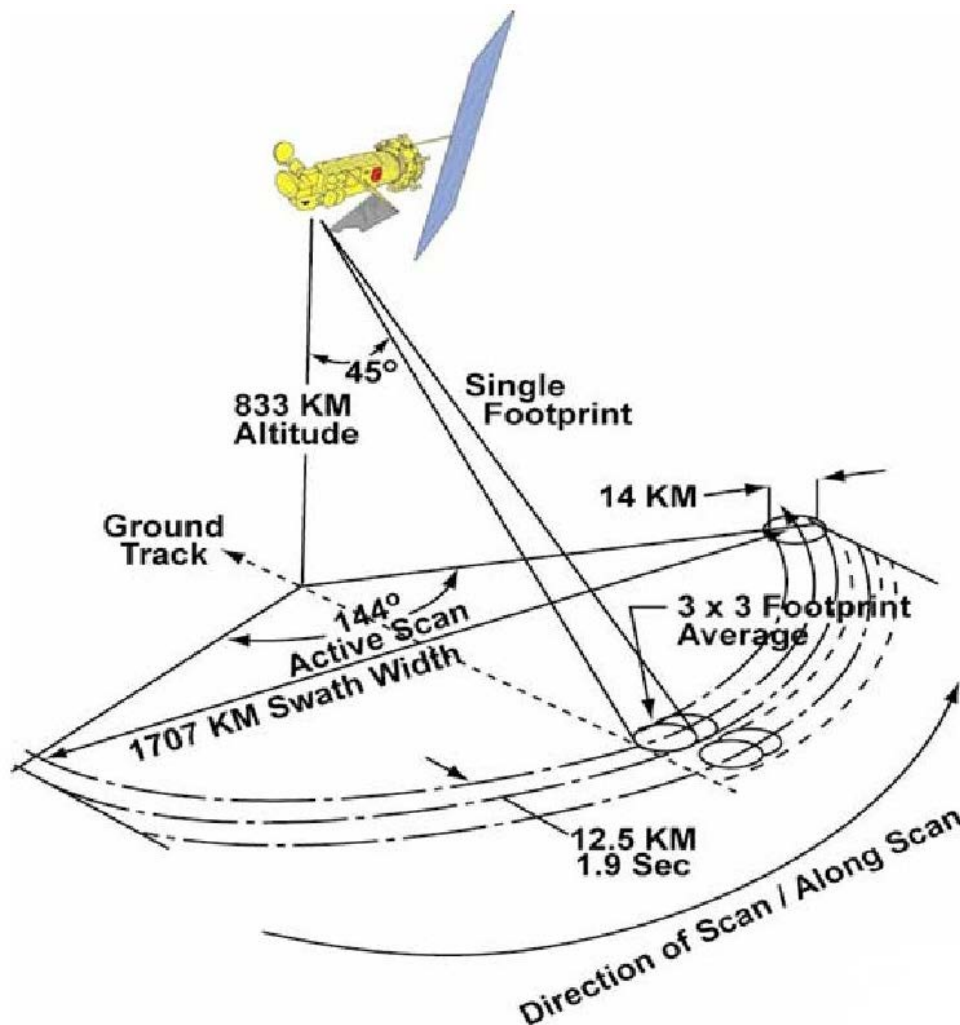 45°
833 KM
Altitude
Single
Footprint
14 KM
Ground
Track
144°
Active Scan
1707 KM Swath Width
3 x 3 Footprint
Average
12.5 KM
1.9 Sec
Direction of Scan / Along Scan